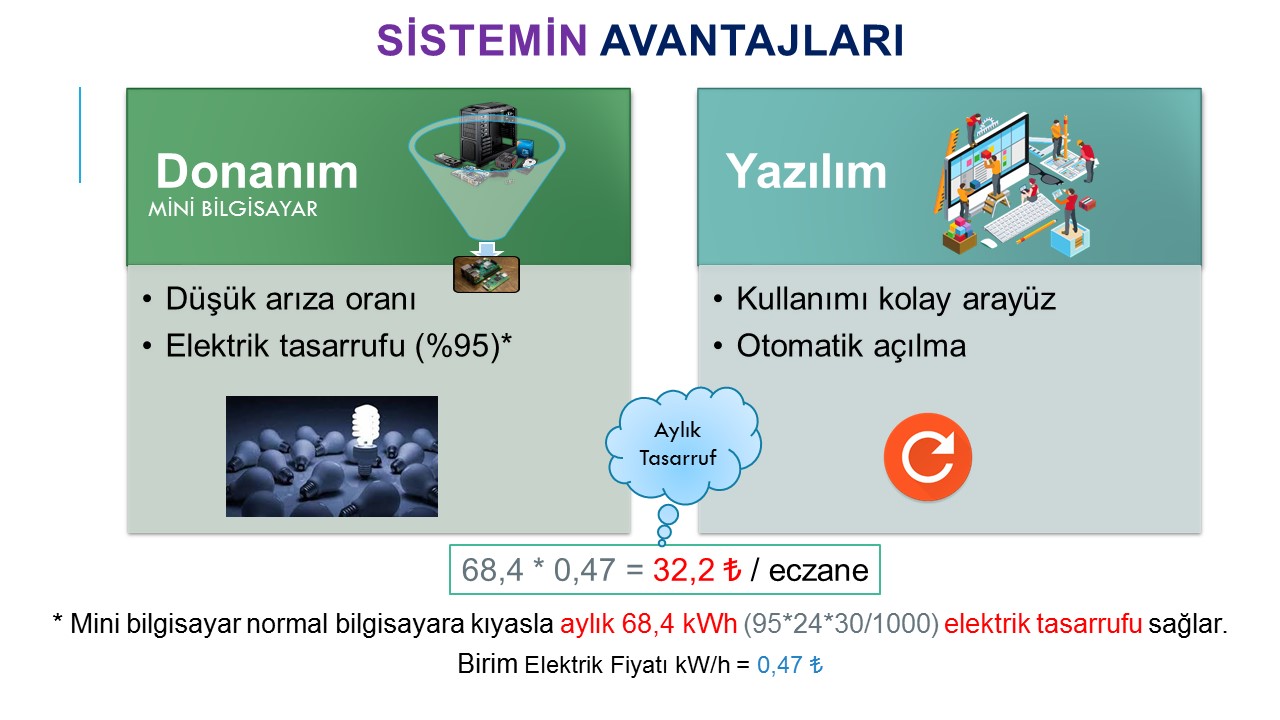 SİSTEMİN AVANTAJLARI
Donanım
MİNİ BİLGİSAYAR
• Düşük arıza oranı
• Elektrik tasarrufu (%95)*
Yazılım
• Kullanımı kolay arayüz
• Otomatik açılma
Aylık
Tasarruf
68,4 * 0,47 = 32,2 ₺ / eczane
* Mini bilgisayar normal bilgisayara kıyasla aylık 68,4 kWh (95*24*30/1000) elektrik tasarrufu sağlar.
Birim Elektrik Fiyatı kW/h = 0,47 ₺